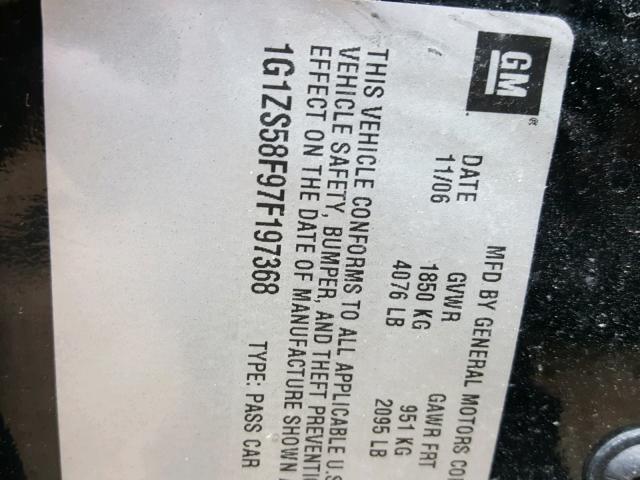 GM®
MFD BY GENERAL MOTORS CO
DATE GVWR GAWR FRT
11/06 1850 KG 951 KG
4076 LB 2095 LB
THIS VEHICLE CONFORMS TO ALL APPLICABLE U.S
VEHICLE SAFETY, BUMPER, AND THEFT PREVENTI
EFFECT ON THE DATE OF MANUFACTURE SHOWN A
1G1ZS58F97F197368 TYPE: PASS CAR